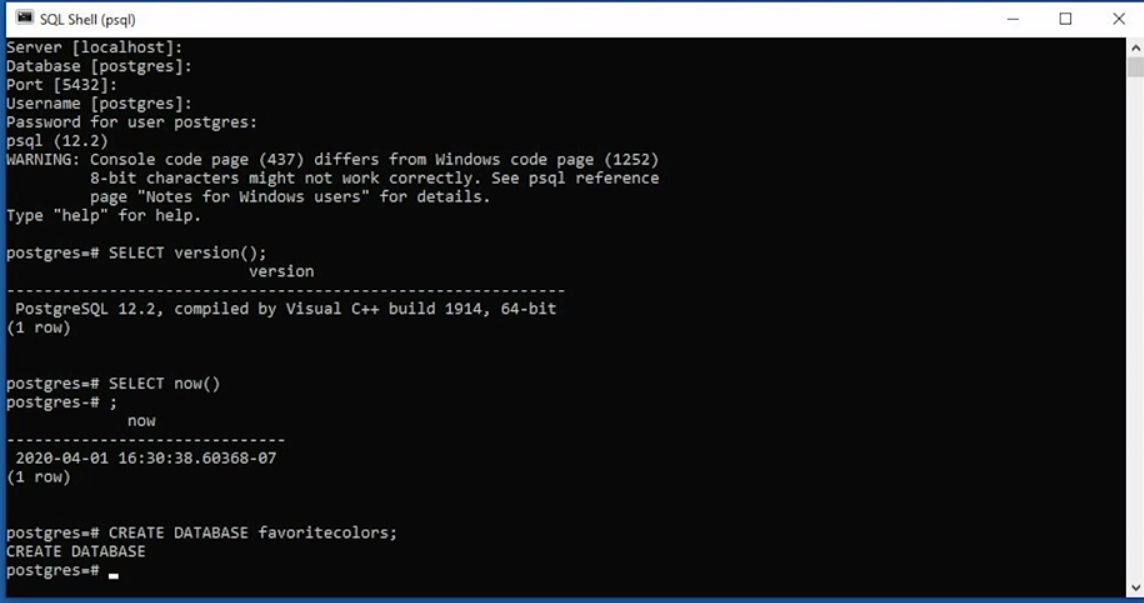 SQL Shell (psql)
Server [localhost]:
Database [postgres]:
Port [5432]:
Username [postgres]:
Password for user postgres:
psql (12.2)
WARNING: Console code page (437) differs from Windows code page (1252)
         8-bit characters might not work correctly. See psql reference
         page "Notes for Windows users" for details.
Type "help" for help.
postgres=# SELECT version();
                          version
------------------------------------------------------------
 PostgreSQL 12.2, compiled by Visual C++ build 1914, 64-bit
(1 row)
postgres=# SELECT now()
postgres-# ;
             now
------------------------------
 2020-04-01 16:30:38.60368-07
(1 row)
postgres=# CREATE DATABASE favoritecolors;
CREATE DATABASE
postgres=#